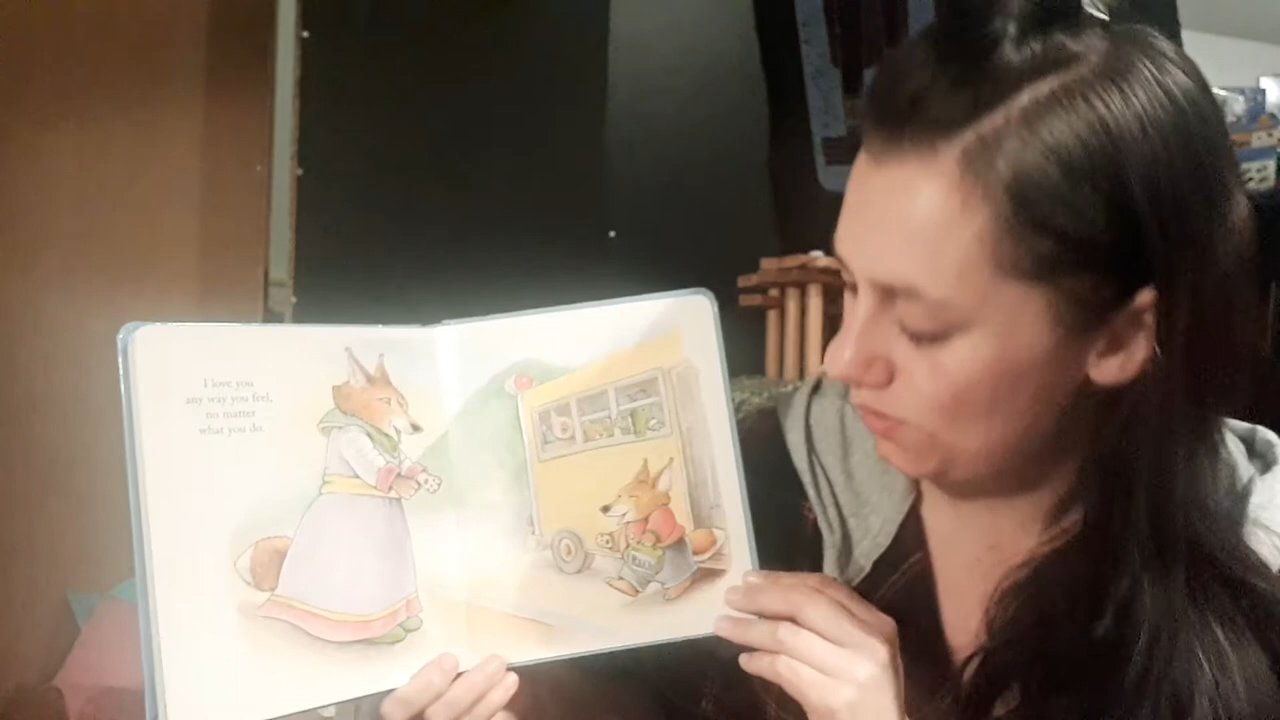 I love you
any way you feel,
no matter
what you do.